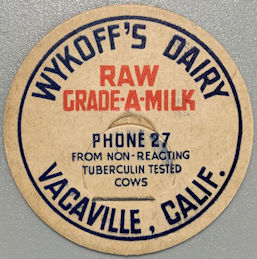 WYKOFF'S DAIRY
RAW
GRADE-A-MILK
PHONE 27
FROM NON-REACTING
TUBERCULIN TESTED
COWS
VACAVILLE, CALIF.